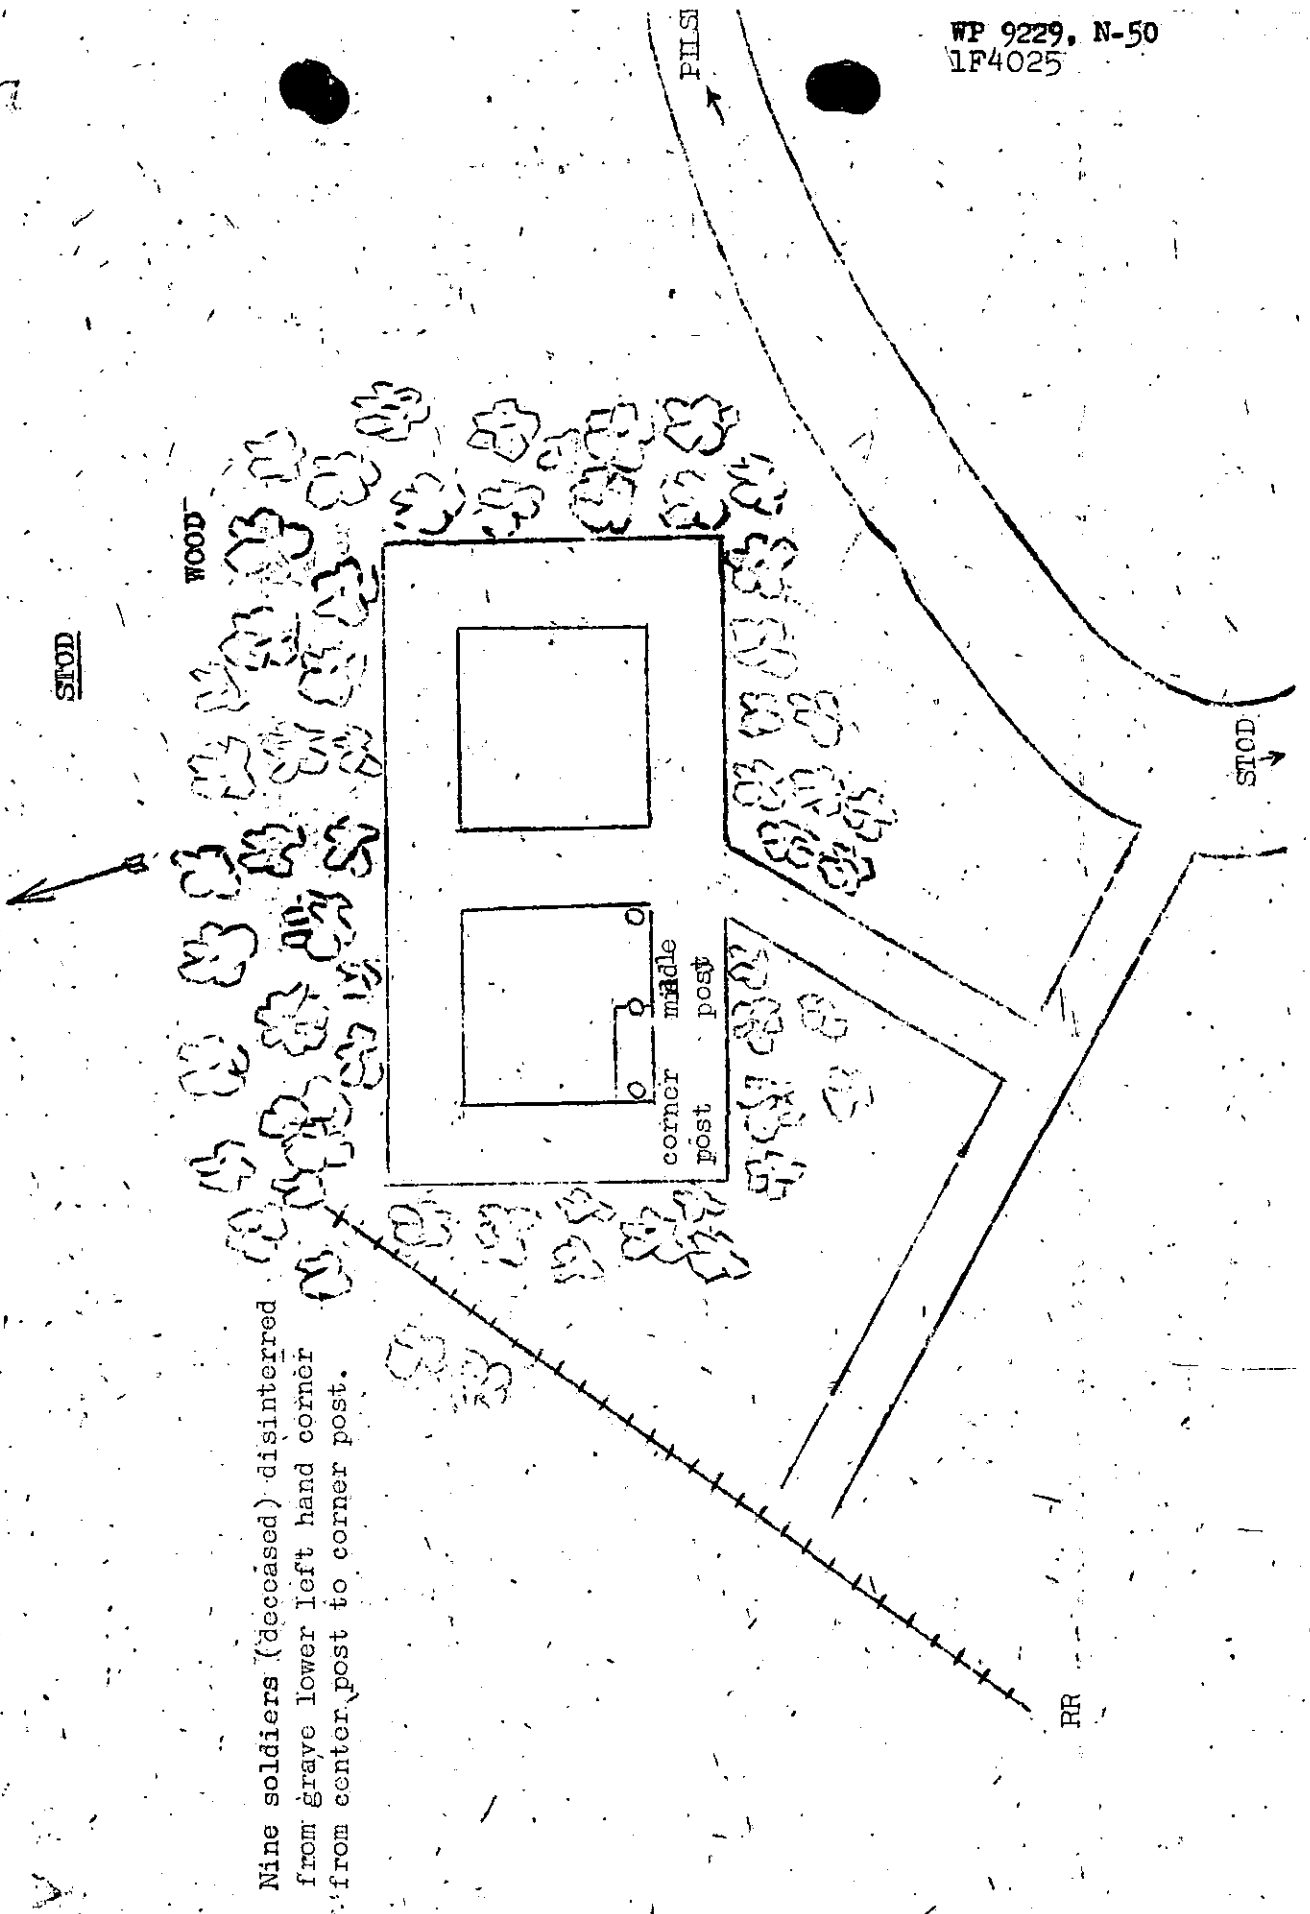 WP 9229, N-50
1F4025
PILS
STOD
WOOD
middle
post
corner
post
STOD
Nine soldiers (deceased) disinterred
from grave lower left hand corner
from center post to corner post.
RR